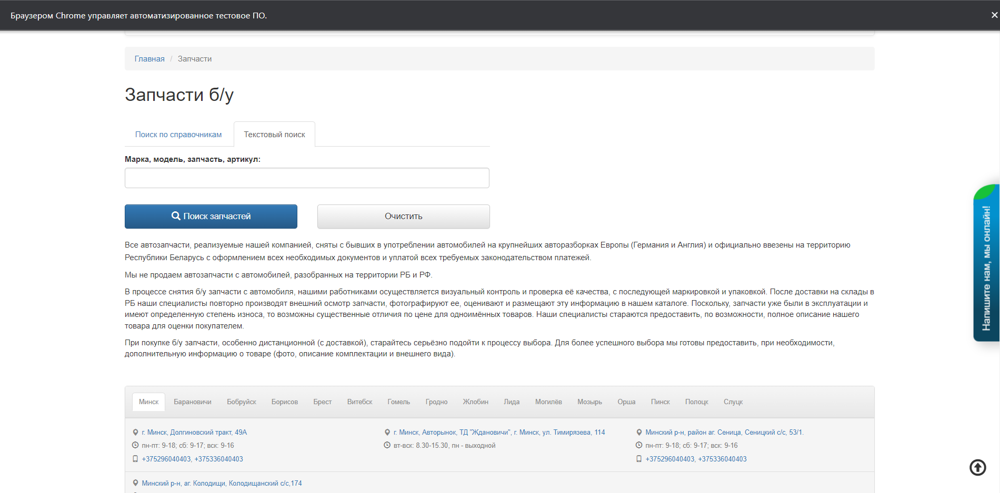 Браузером Chrome управляет автоматизированное тестовое ПО.
Главная / Запчасти
Запчасти б/у
Поиск по справочникам
Текстовый поиск
Марка, модель, запчасть, артикул:
Поиск запчастей
Очистить
Все автозапчасти, реализуемые нашей компанией, сняты с бывших в употреблении автомобилей на крупнейших авторазборках Европы (Германия и Англия) и официально ввезены на территорию
Республики Беларусь с оформлением всех необходимых документов и уплатой всех требуемых законодательством платежей.
Мы не продаем автозапчасти с автомобилей, разобранных на территории РБ и РФ.
В процессе снятия б/у запчасти с автомобиля, нашими работниками осуществляется визуальный контроль и проверка её качества, с последующей маркировкой и упаковкой. После доставки на склады в
РБ наши специалисты повторно производят внешний осмотр запчасти, фотографируют ее, оценивают и размещают эту информацию в нашем каталоге. Поскольку, запчасти уже были в эксплуатации и
имеют определенную степень износа, то возможны существенные отличия по цене для одноимённых товаров. Наши специалисты стараются предоставить, по возможности, полное описание нашего
товара для оценки покупателем.
При покупке б/у запчасти, особенно дистанционной (с доставкой), старайтесь серьёзно подойти к процессу выбора. Для более успешного выбора мы готовы предоставить, при необходимости,
дополнительную информацию о товаре (фото, описание комплектации и внешнего вида).
Напишите нам, мы онлайн!
Минск Барановичи Бобруйск Борисов Брест Витебск Гомель Гродно Жлобин Лида Могилёв Мозырь Орша Пинск Полоцк Слуцк
г. Минск, Долгиновский тракт, 49А
пн-пт: 9-18; сб: 9-17; вск: 9-16
+375296040403, +375336040403
г. Минск, Авторынок, ТД "Ждановичи", г. Минск, ул. Тимирязева, 114
вт-вск: 8.30-15.30, пн - выходной
Минский р-н, район аг. Сеница, Сеницкий с/с, 53/1.
пн-пт: 9-18; сб: 9-17; вск: 9-16
+375296040403, +375336040403
Минский р-н, аг. Колодищи, Колодищанский с/с,174